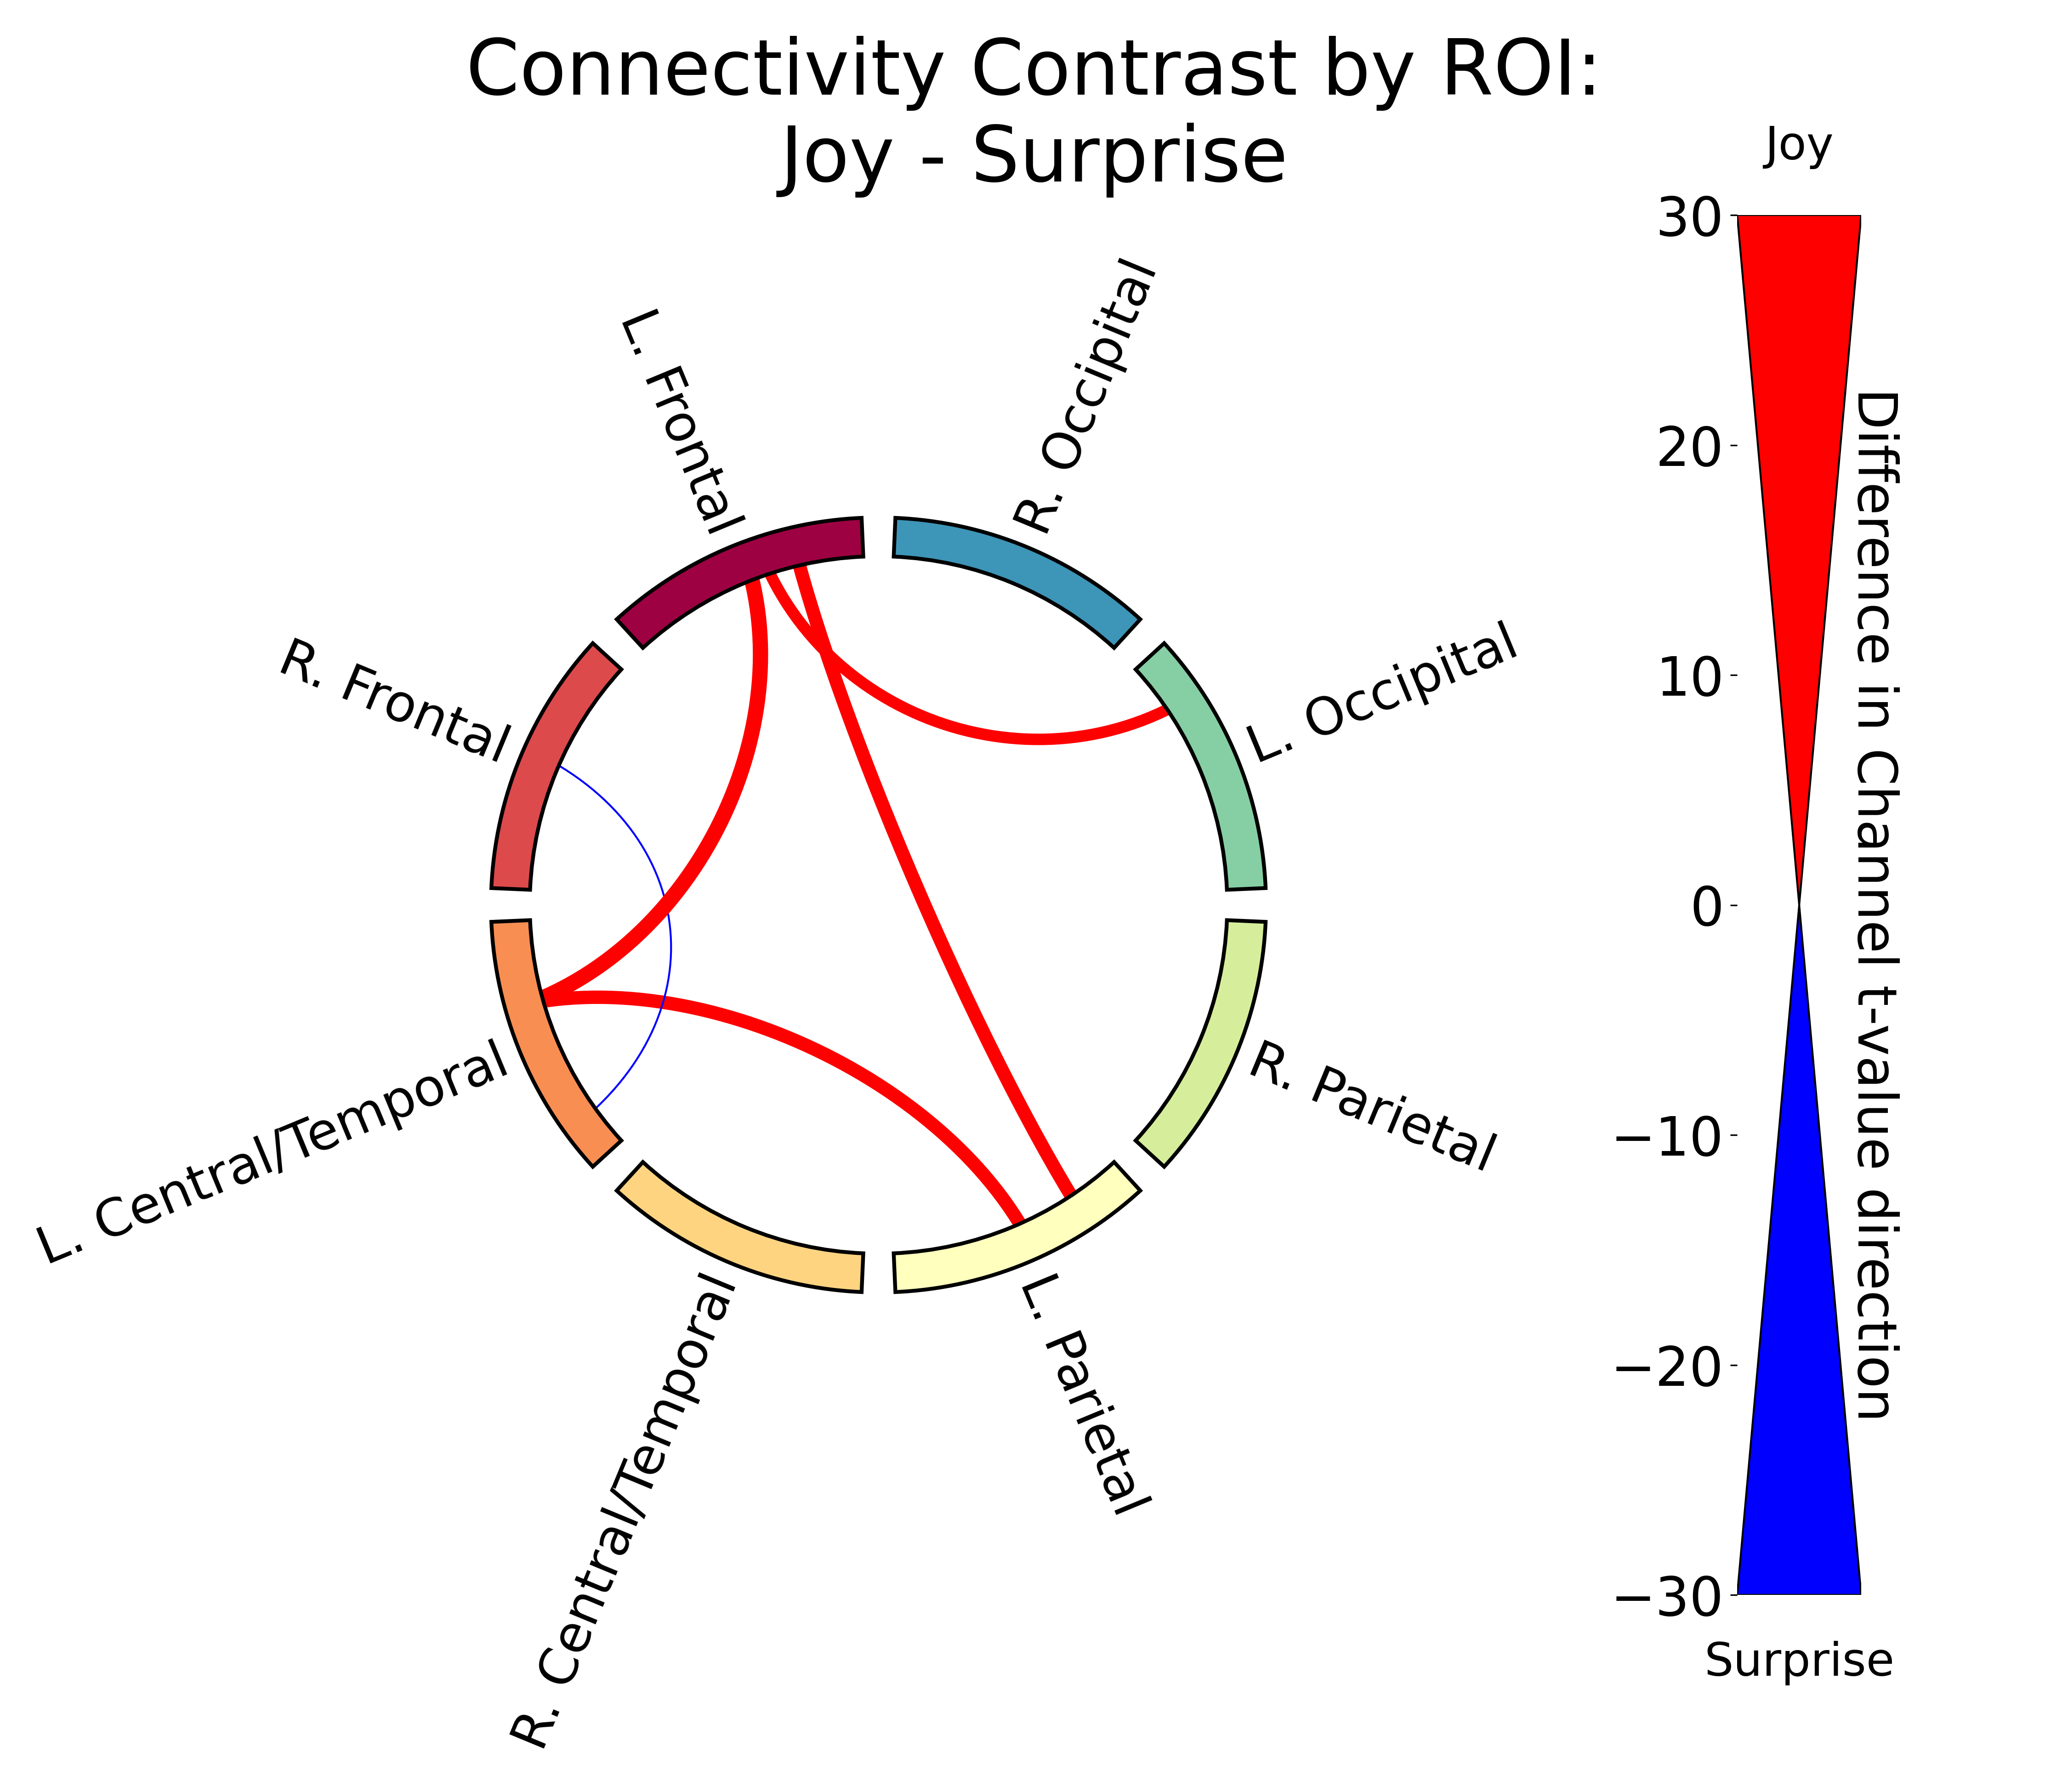 Connectivity Contrast by ROI:
Joy - Surprise
Joy
30
20
10
0
−10
−20
−30
Surprise
Difference in Channel t-value direction
R. Occipital
L. Frontal
L. Occipital
R. Frontal
R. Parietal
L. Central/Temporal
L. Parietal
R. Central/Temporal